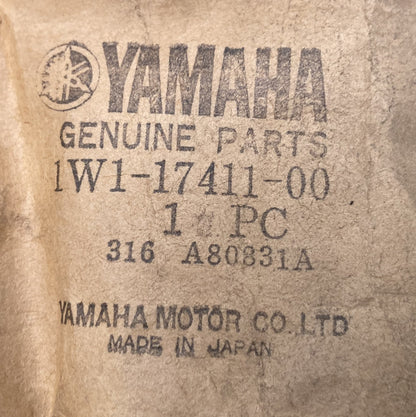 YAMAHA
GENUINE PARTS
1W1-17411-00
1 PC
316 A80831A
YAMAHA MOTOR CO.,LTD
MADE IN JAPAN